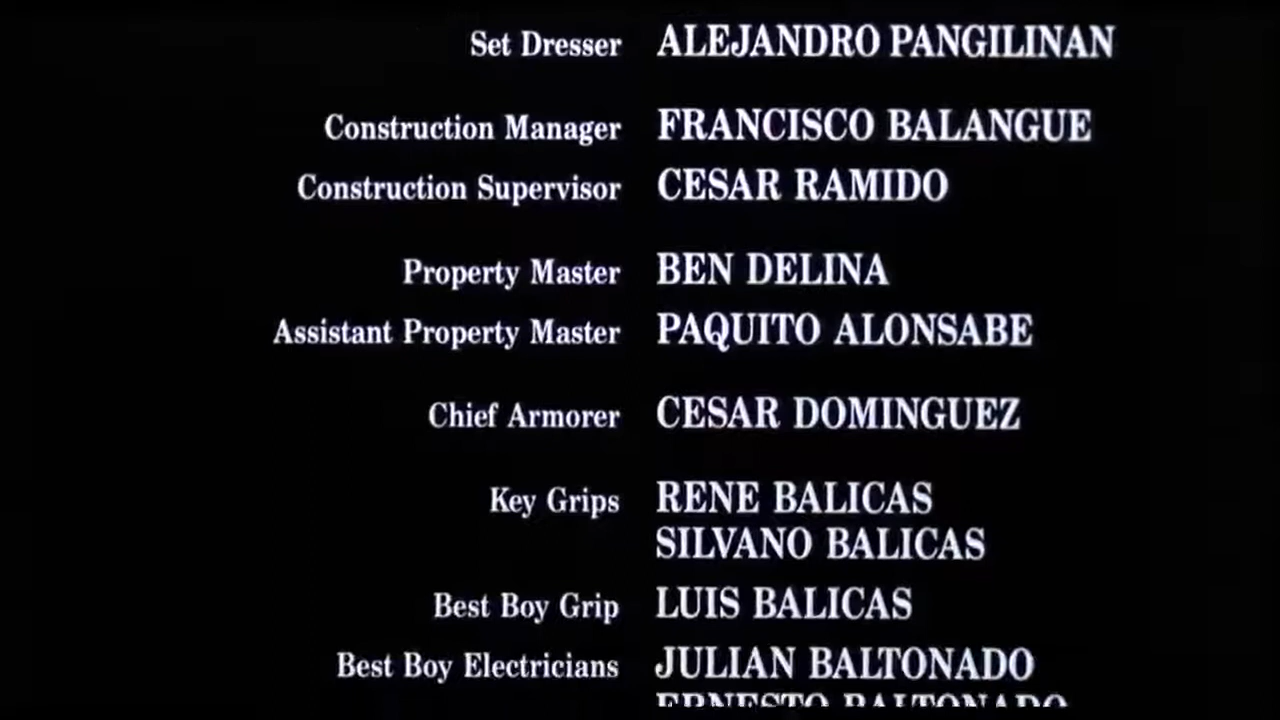 Set Dresser ALEJANDRO PANGILINAN
Construction Manager FRANCISCO BALANGUE
Construction Supervisor CESAR RAMIDO
Property Master BEN DELINA
Assistant Property Master PAQUITO ALONSABE
Chief Armorer CESAR DOMINGUEZ
Key Grips RENE BALICAS
SILVANO BALICAS
Best Boy Grip LUIS BALICAS
Best Boy Electricians JULIAN BALTONADO
ERNESTO BALTONADO